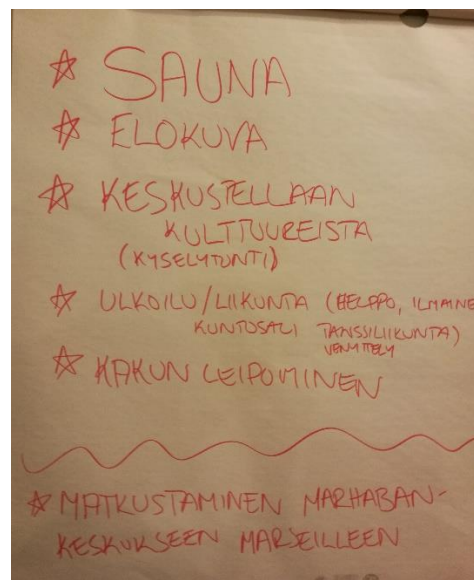 ☆ SAUNA
☆ ELOKUVA
☆ KESKUSTELLAAN
KULTTUUREISTA
(KYSELYTUNTI)
☆ ULKOILU/LIIKUNTA (HELPPO, ILMAINE
KUNTOSALI TANSSILIIKUNTA)
VENYTTELY
☆ KAKUN LEIPOMINEN
☆ MATKUSTAMINEN MARHABAN-
KESKUKSEEN MARSEILLEEN